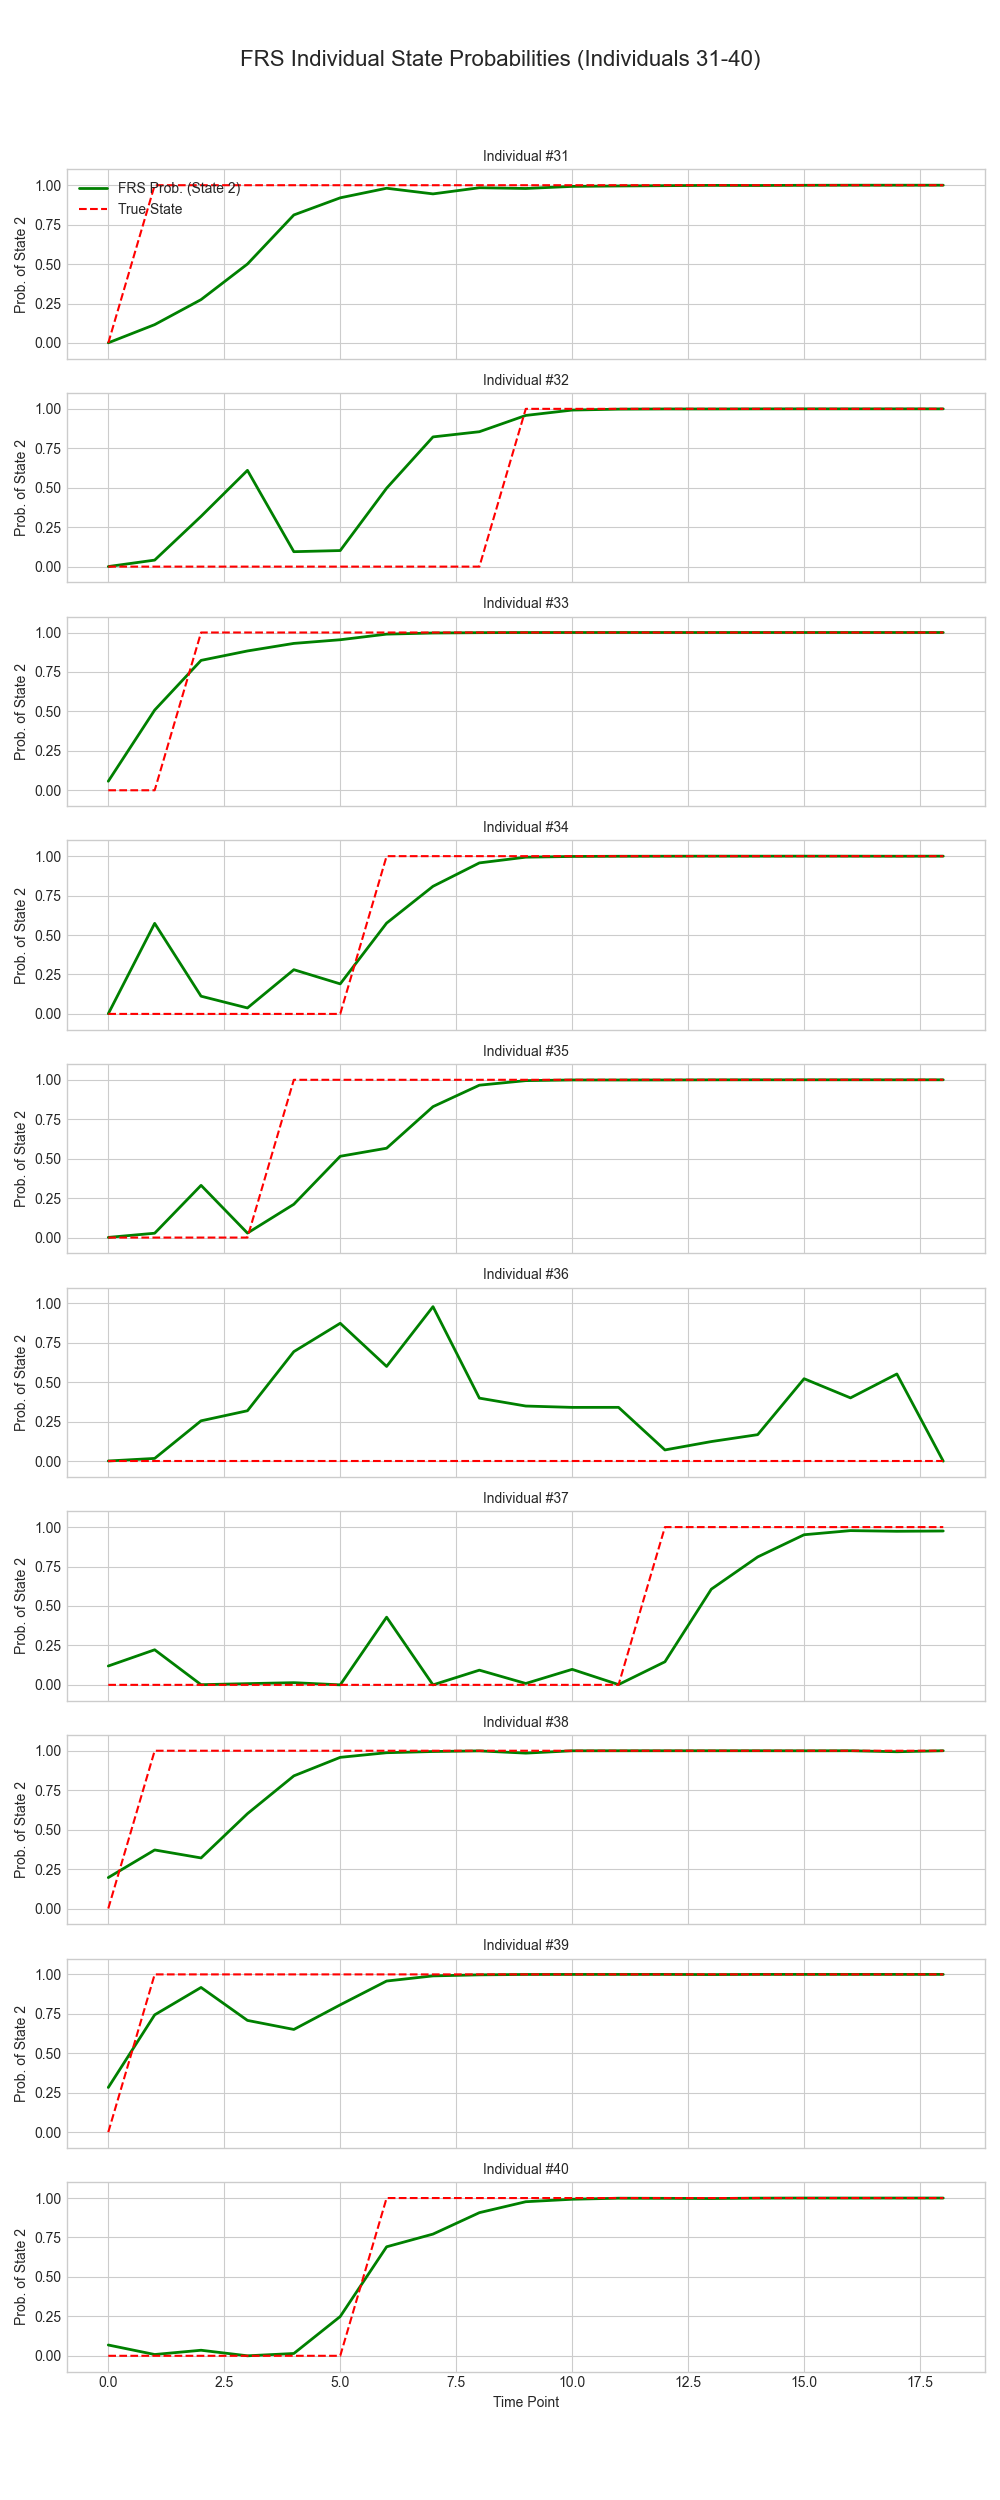 FRS Individual State Probabilities (Individuals 31-40)
Individual #31
FRS Prob. (State 2)
True State
Prob. of State 2
1.00
0.75
0.50
0.25
0.00
Individual #32
Prob. of State 2
1.00
0.75
0.50
0.25
0.00
Individual #33
Prob. of State 2
1.00
0.75
0.50
0.25
0.00
Individual #34
Prob. of State 2
1.00
0.75
0.50
0.25
0.00
Individual #35
Prob. of State 2
1.00
0.75
0.50
0.25
0.00
Individual #36
Prob. of State 2
1.00
0.75
0.50
0.25
0.00
Individual #37
Prob. of State 2
1.00
0.75
0.50
0.25
0.00
Individual #38
Prob. of State 2
1.00
0.75
0.50
0.25
0.00
Individual #39
Prob. of State 2
1.00
0.75
0.50
0.25
0.00
Individual #40
Prob. of State 2
1.00
0.75
0.50
0.25
0.00
0.0 2.5 5.0 7.5 10.0 12.5 15.0 17.5
Time Point